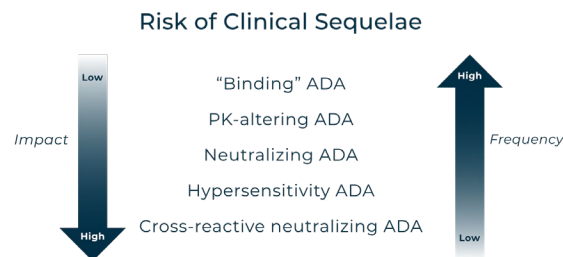 Risk of Clinical Sequelae
Low
High
Impact
“Binding” ADA
PK-altering ADA
Neutralizing ADA
Hypersensitivity ADA
Cross-reactive neutralizing ADA
High
Frequency
Low